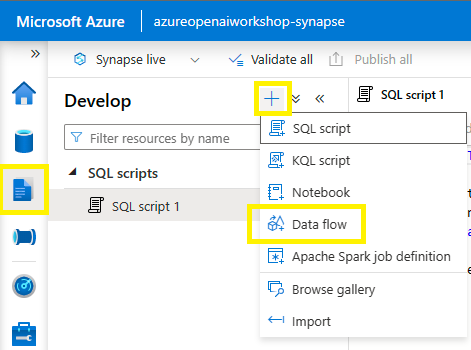 Microsoft Azure azureopenaiworkshop-synapse
Synapse live Validate all Publish all
Develop
SQL script 1
Filter resources by name
SQL scripts
SQL script 1
SQL script
KQL script
Notebook
Data flow
Apache Spark job definition
Browse gallery
Import